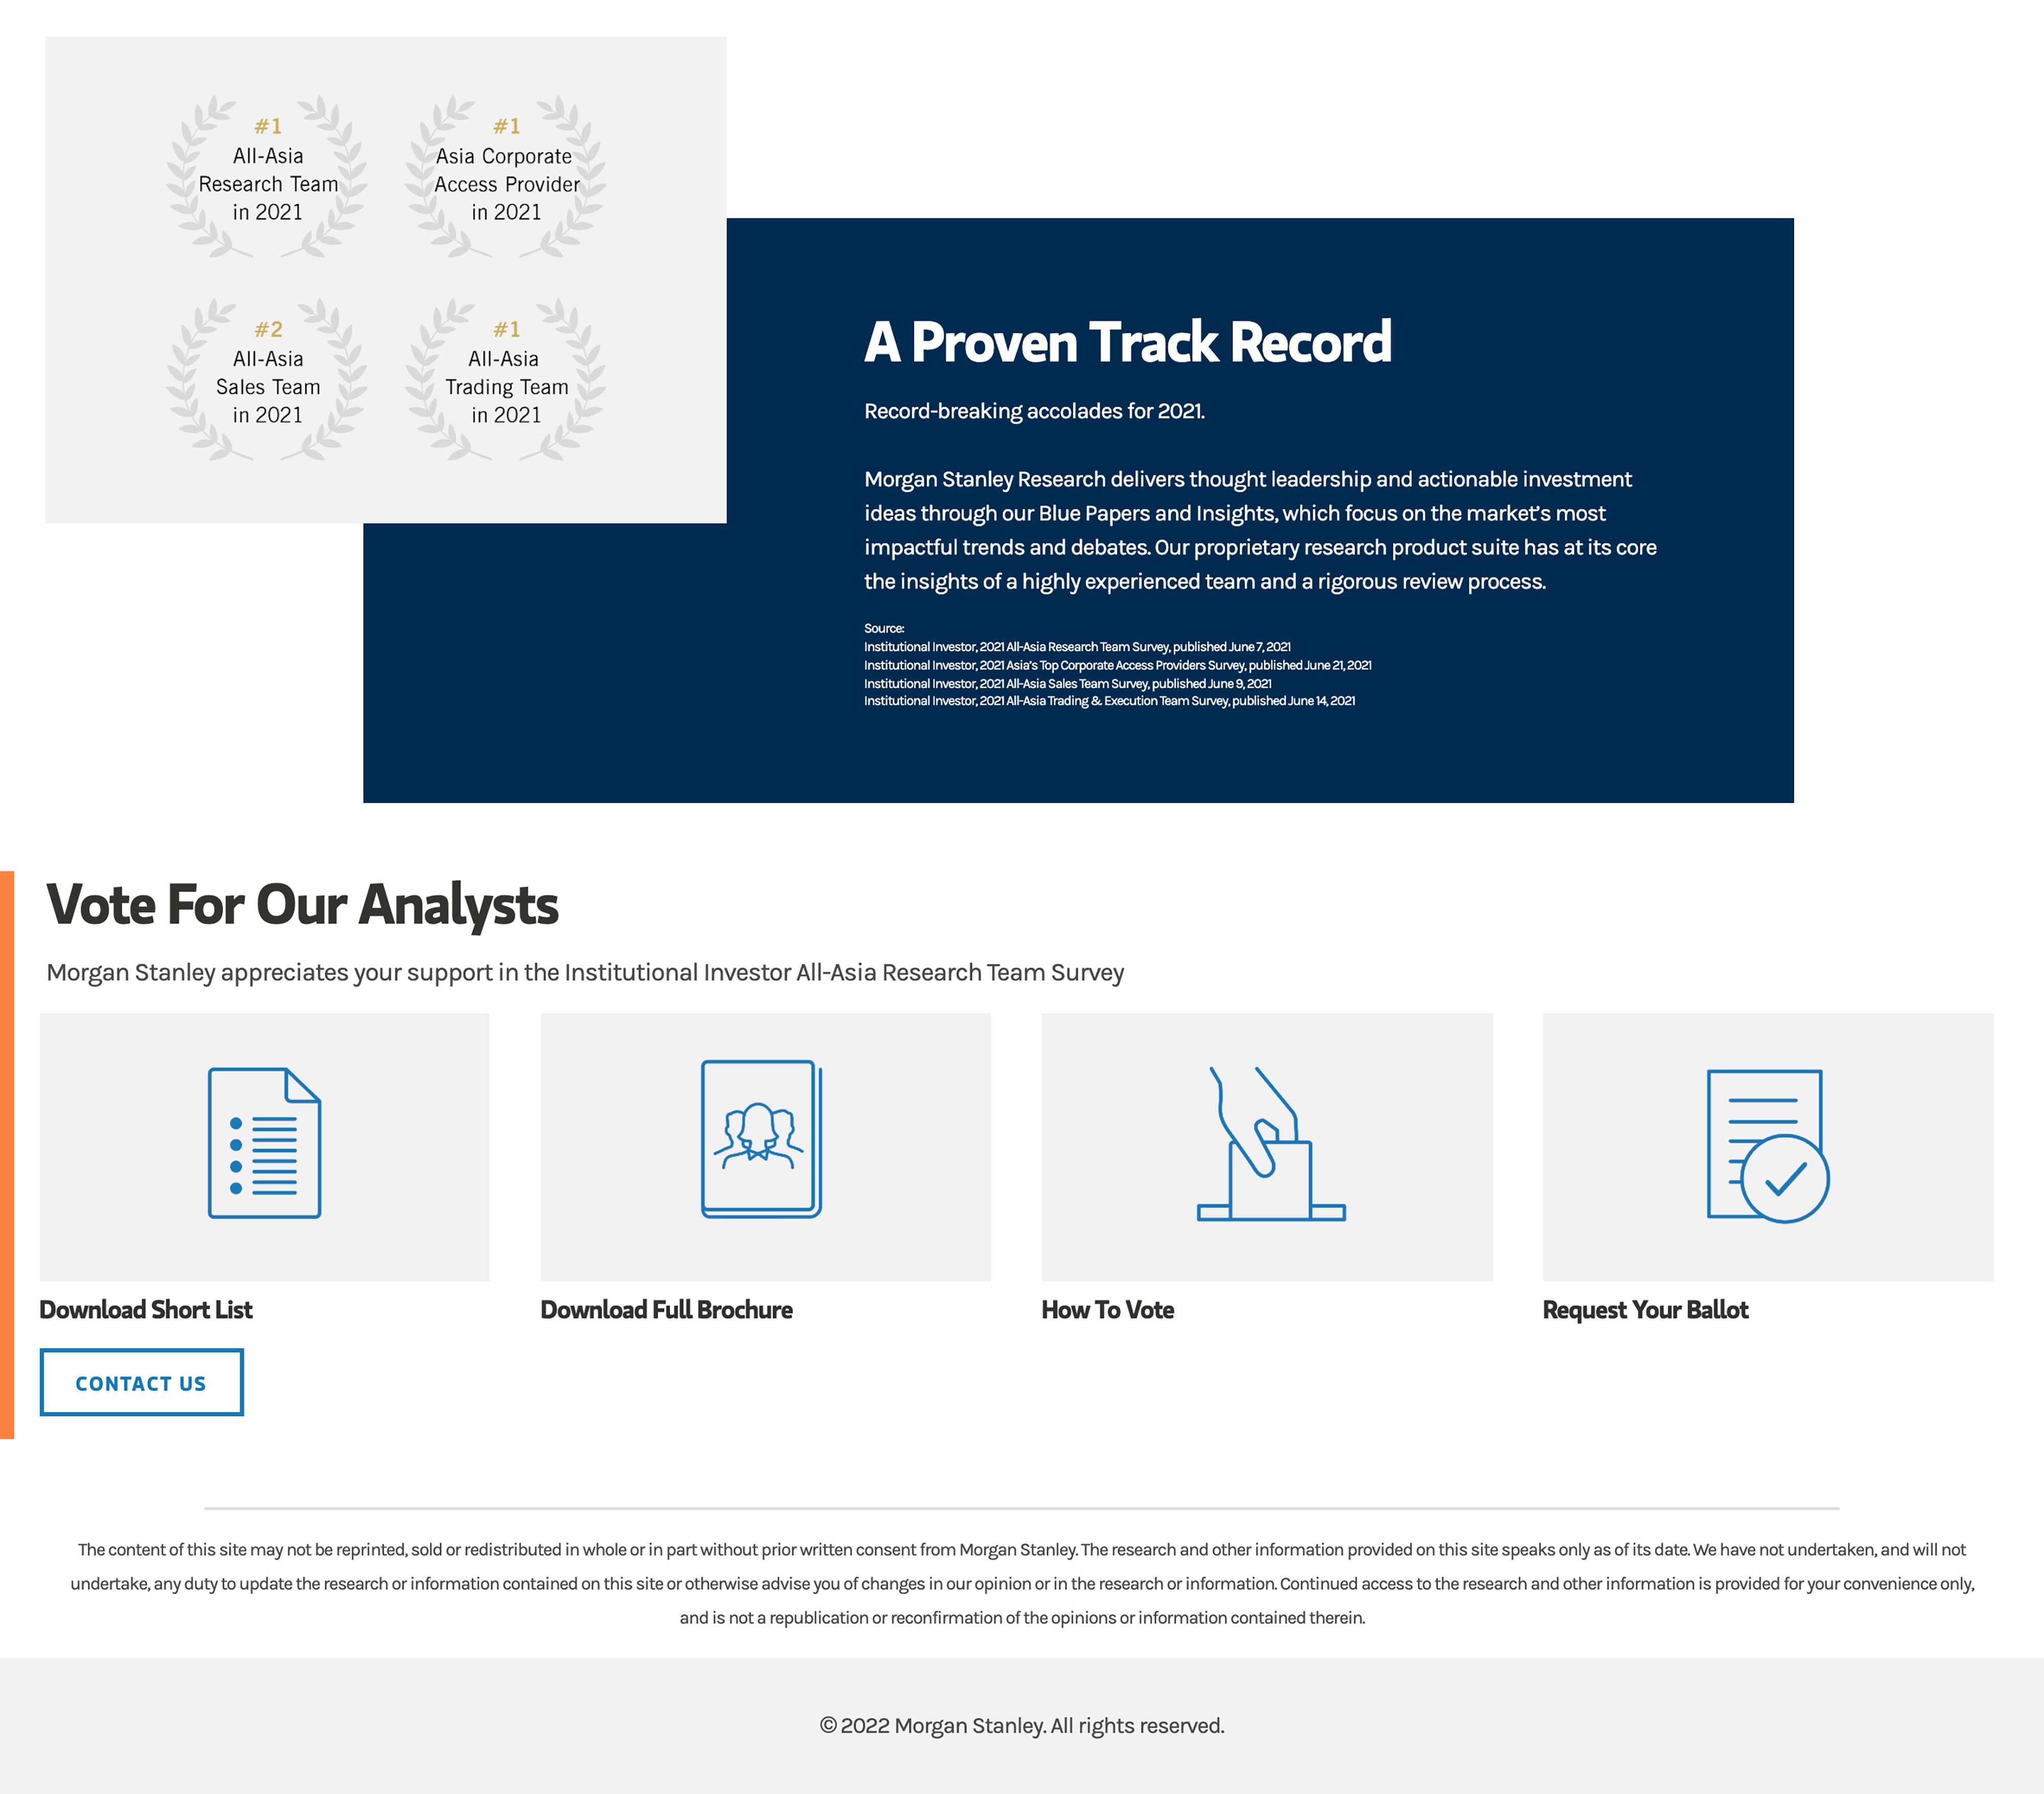 #1
All-Asia
Research Team
in 2021
#1
Asia Corporate
Access Provider
in 2021
#2
All-Asia
Sales Team
in 2021
#1
All-Asia
Trading Team
in 2021
A Proven Track Record
Record-breaking accolades for 2021.
Morgan Stanley Research delivers thought leadership and actionable investment
ideas through our Blue Papers and Insights, which focus on the market’s most
impactful trends and debates. Our proprietary research product suite has at its core
the insights of a highly experienced team and a rigorous review process.
Source:
Institutional Investor, 2021 All-Asia Research Team Survey, published June 7, 2021
Institutional Investor, 2021 Asia’s Top Corporate Access Providers Survey, published June 21, 2021
Institutional Investor, 2021 All-Asia Sales Team Survey, published June 9, 2021
Institutional Investor, 2021 All-Asia Trading & Execution Team Survey, published June 14, 2021
Vote For Our Analysts
Morgan Stanley appreciates your support in the Institutional Investor All-Asia Research Team Survey
Download Short List
Download Full Brochure
How To Vote
Request Your Ballot
CONTACT US
The content of this site may not be reprinted, sold or redistributed in whole or in part without prior written consent from Morgan Stanley. The research and other information provided on this site speaks only as of its date. We have not undertaken, and will not
undertake, any duty to update the research or information contained on this site or otherwise advise you of changes in our opinion or in the research or information. Continued access to the research and other information is provided for your convenience only,
and is not a republication or reconfirmation of the opinions or information contained therein.
© 2022 Morgan Stanley. All rights reserved.